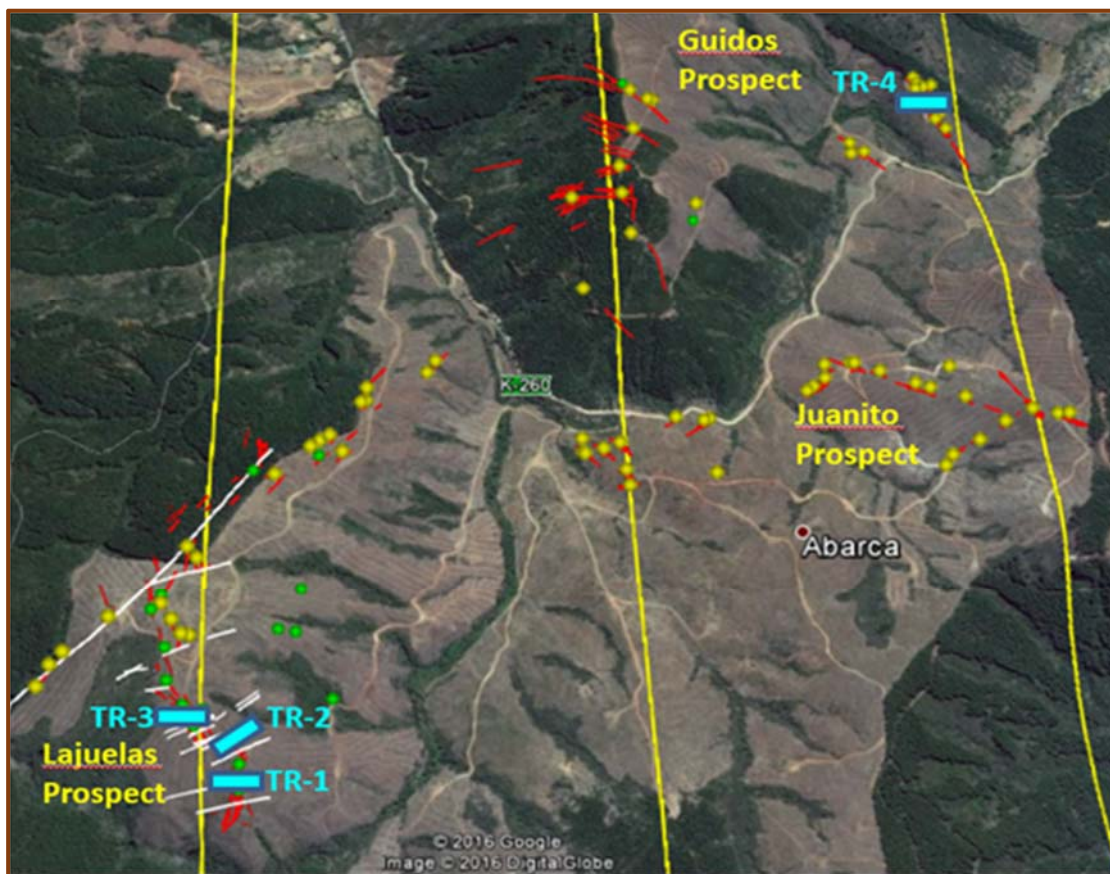 Guidos
Prospect
TR-4
K-260
Juanito
Prospect
Abarca
TR-3
TR-2
Lajuelas
Prospect
TR-1
© 2016 Google
Image © 2016 DigitalGlobe